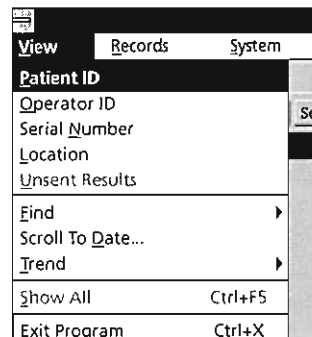 View Records System
Patient ID
Operator ID
Se
Serial Number
Location
Unsent Results
Find
Scroll To Date...
Trend
Show All Ctrl+F5
Exit Program Ctrl+X